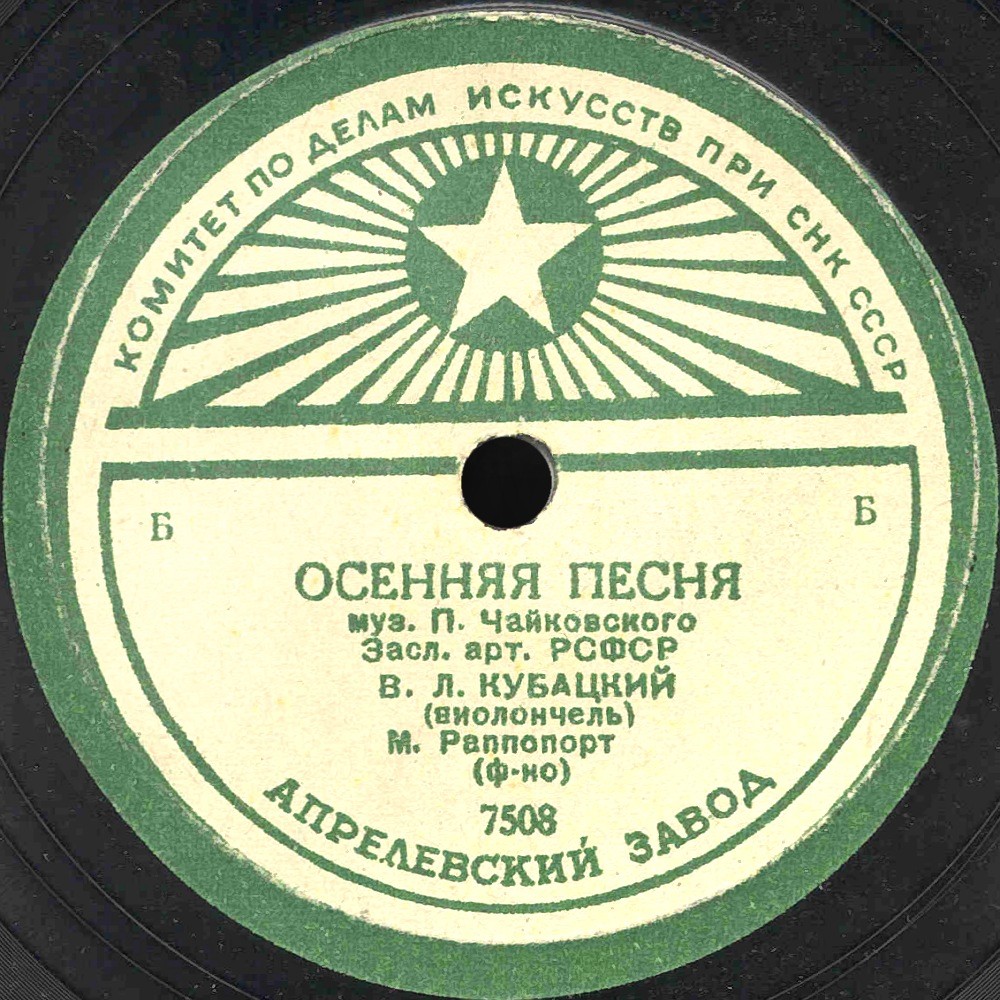 КОМИТЕТ ПО ДЕЛАМ ИСКУССТВ ПРИ СНК СССР
Б Б
ОСЕННЯЯ ПЕСНЯ
муз. П. Чайковского
Засл. арт. РСФСР
В. Л. КУБАЦКИЙ
(виолончель)
М. Раппопорт
(ф-но)
7508
АПРЕЛЕВСКИЙ ЗАВОД